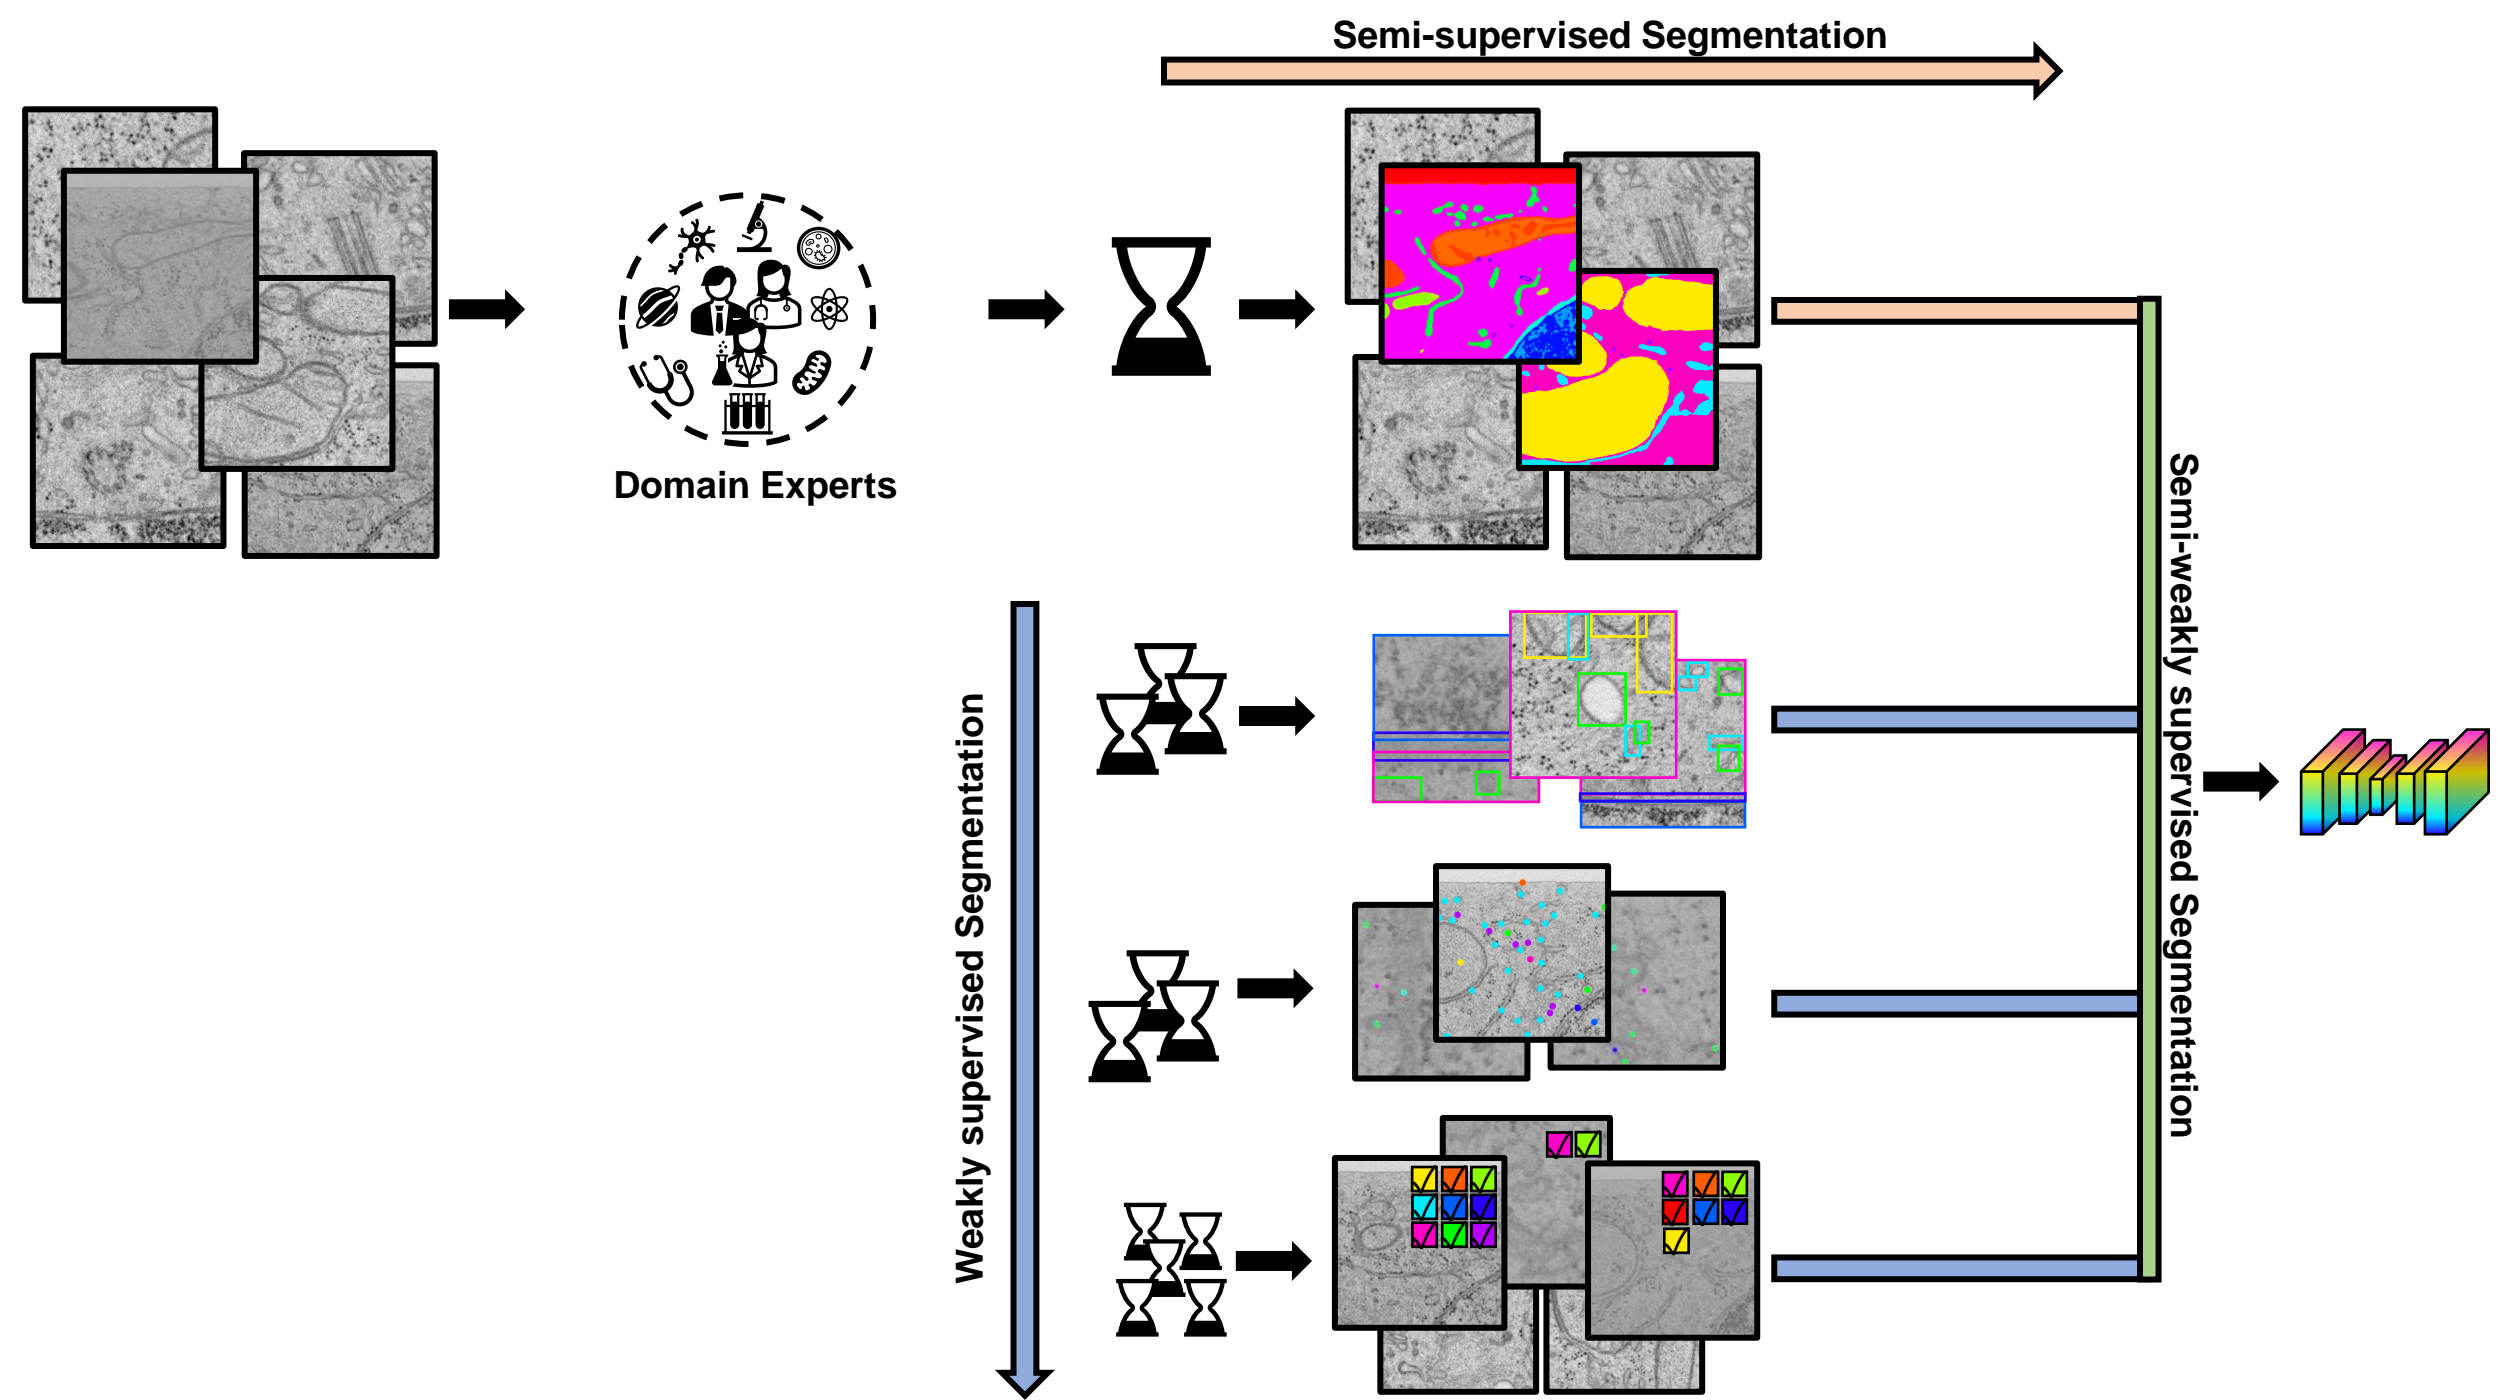 Semi-supervised Segmentation
Domain Experts
Weakly supervised Segmentation
Semi-weakly supervised Segmentation